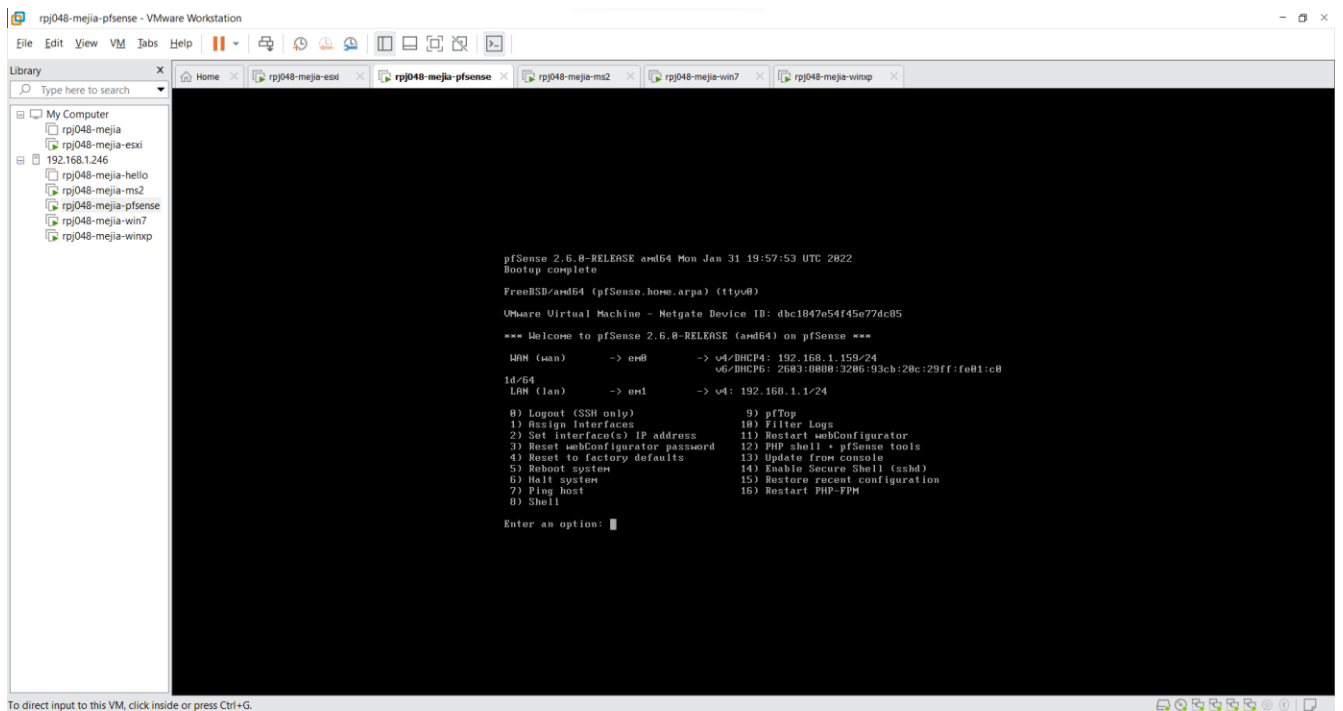 rpj048-mejia-pfsense - VMware Workstation
File Edit View VM Tabs Help
Library X
Type here to search
Home
rpj048-mejia-esxi
rpj048-mejia-pfsense
rpj048-mejia-ms2
rpj048-mejia-win7
rpj048-mejia-winxp
My Computer
rpj048-mejia
rpj048-mejia-esxi
192.168.1.246
rpj048-mejia-hello
rpj048-mejia-ms2
rpj048-mejia-pfsense
rpj048-mejia-win7
rpj048-mejia-winxp
pfSense 2.6.0-RELEASE amd64 Mon Jan 31 19:57:53 UTC 2022
Bootup complete
FreeBSD/amd64 (pfSense.home.arpa) (ttyv0)
VMware Virtual Machine - Netgate Device ID: dbc1847e54f45e77dc85
*** Welcome to pfSense 2.6.0-RELEASE (amd64) on pfSense ***
WAN (wan) -> em0 -> v4/DHCP4: 192.168.1.159/24
v6/DHCP6: 2603:8080:3206:93cb:20c:29ff:fe01:c0
1d/64
LAN (lan) -> em1 -> v4: 192.168.1.1/24
0) Logout (SSH only) 9) pfTop
1) Assign Interfaces 10) Filter Logs
2) Set interface(s) IP address 11) Restart webConfigurator
3) Reset webConfigurator password 12) PHP shell + pfSense tools
4) Reset to factory defaults 13) Update from console
5) Reboot system 14) Enable Secure Shell (sshd)
6) Halt system 15) Restore recent configuration
7) Ping host 16) Restart PHP-FPM
8) Shell
Enter an option:
To direct input to this VM, click inside or press Ctrl+G.